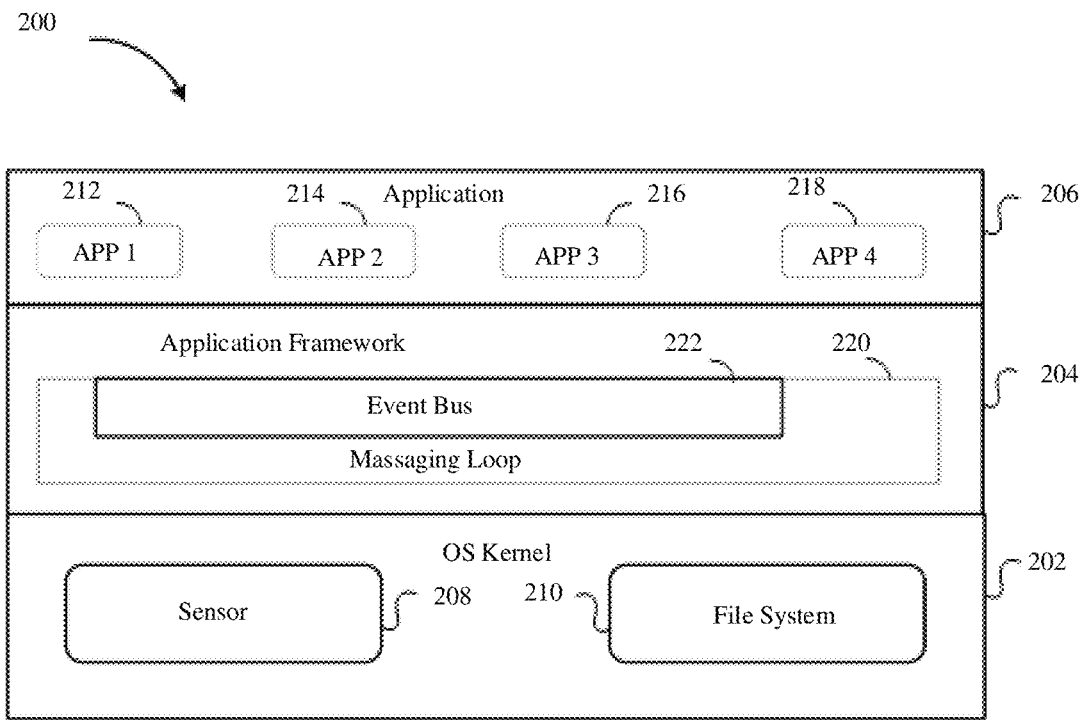 200
212
214
Application
216
218
206
APP 1
APP 2
APP 3
APP 4
Application Framework
222
220
204
Event Bus
Massaging Loop
OS Kernel
202
Sensor
208
210
File System